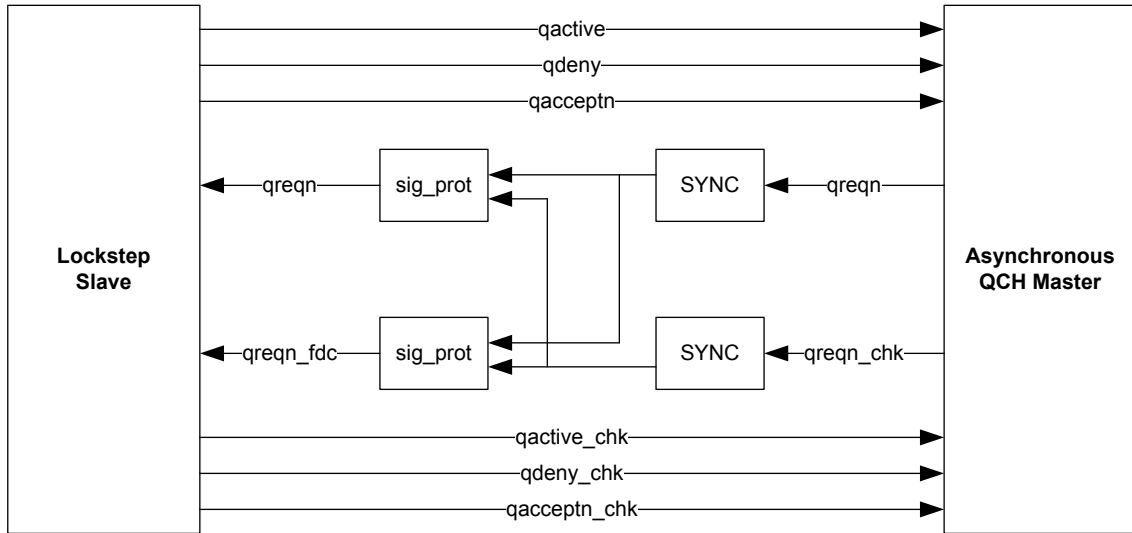 qactive
qdeny
qacceptn
qreqn
sig_prot
SYNC
qreqn
Lockstep
Slave
Asynchronous
QCH Master
qreqn_fdc
sig_prot
SYNC
qreqn_chk
qactive_chk
qdeny_chk
qacceptn_chk